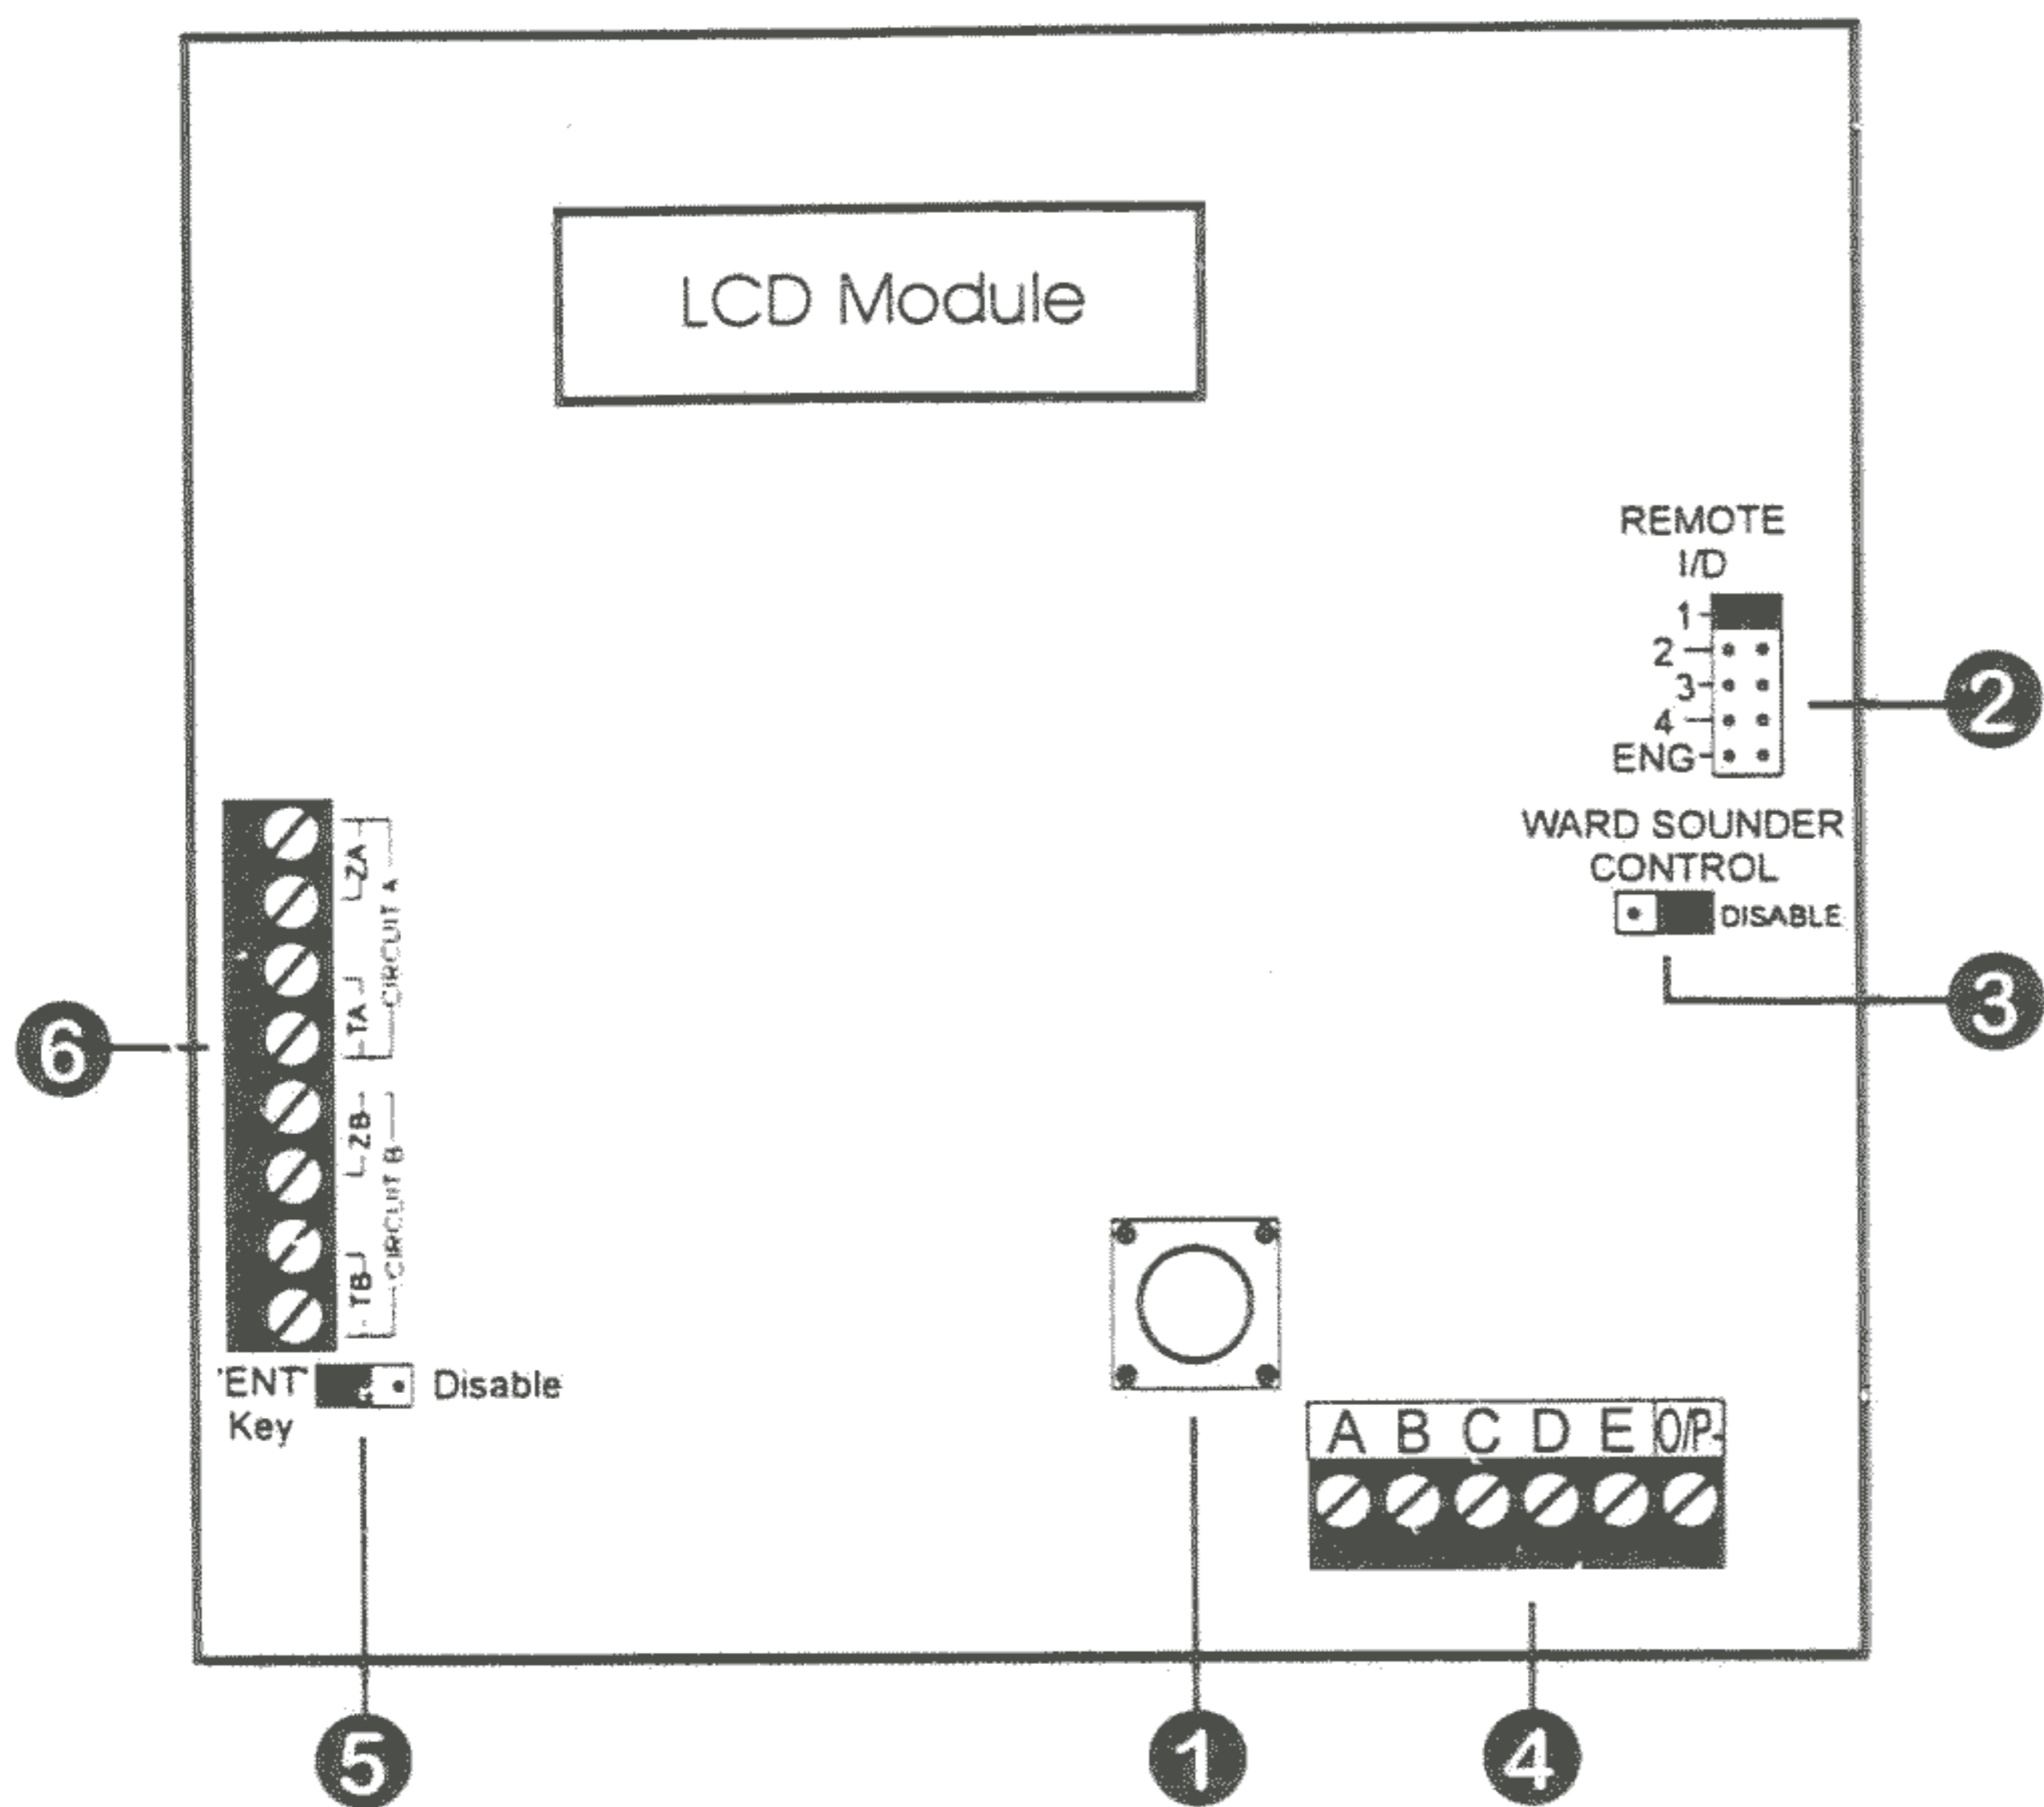 LCD Module
REMOTE
I/D
1
2
3
4
ENG
2
WARD SOUNDER
CONTROL
DISABLE
3
ZA
TA
CIRCUIT A
ZB
TB
CIRCUIT B
6
'ENT'
Key
Disable
A B C D E O/P-
5
1
4